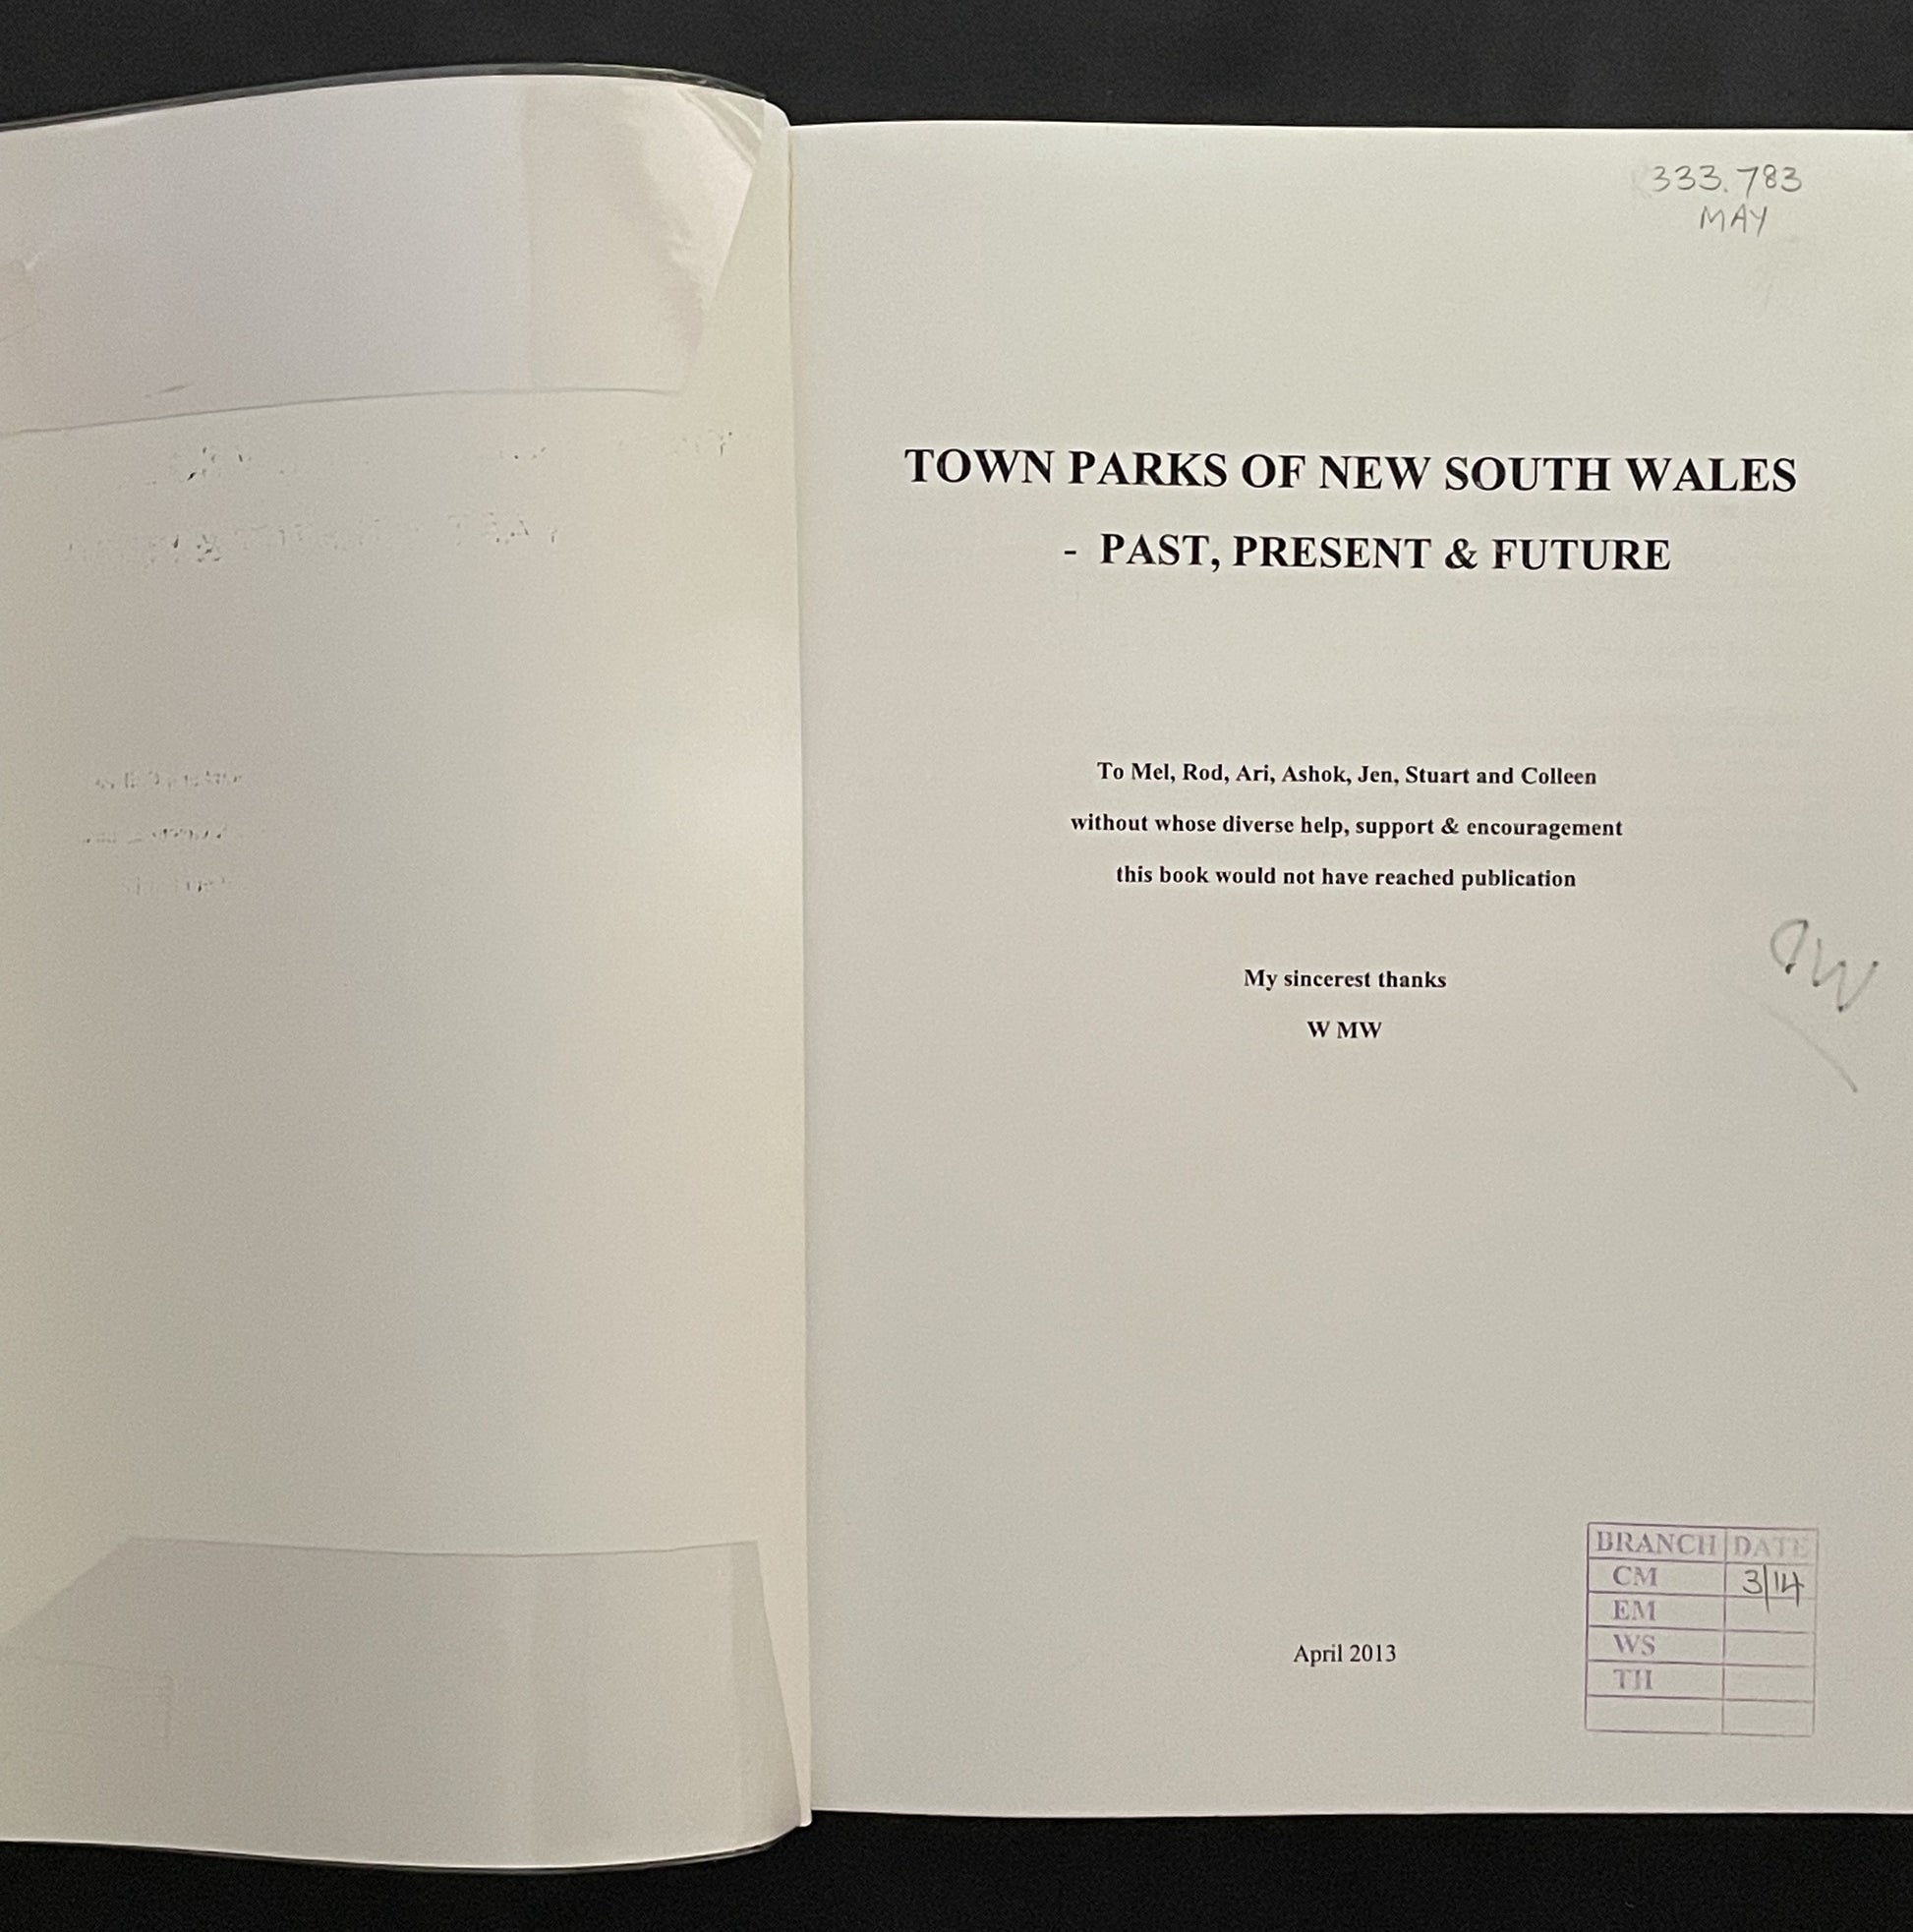 333.783
MAY
TOWN PARKS OF NEW SOUTH WALES
- PAST, PRESENT & FUTURE
To Mel, Rod, Ari, Ashok, Jen, Stuart and Colleen
without whose diverse help, support & encouragement
this book would not have reached publication
My sincerest thanks
W MW
April 2013
BRANCH DATE
CM 3/14
EM
WS
TH